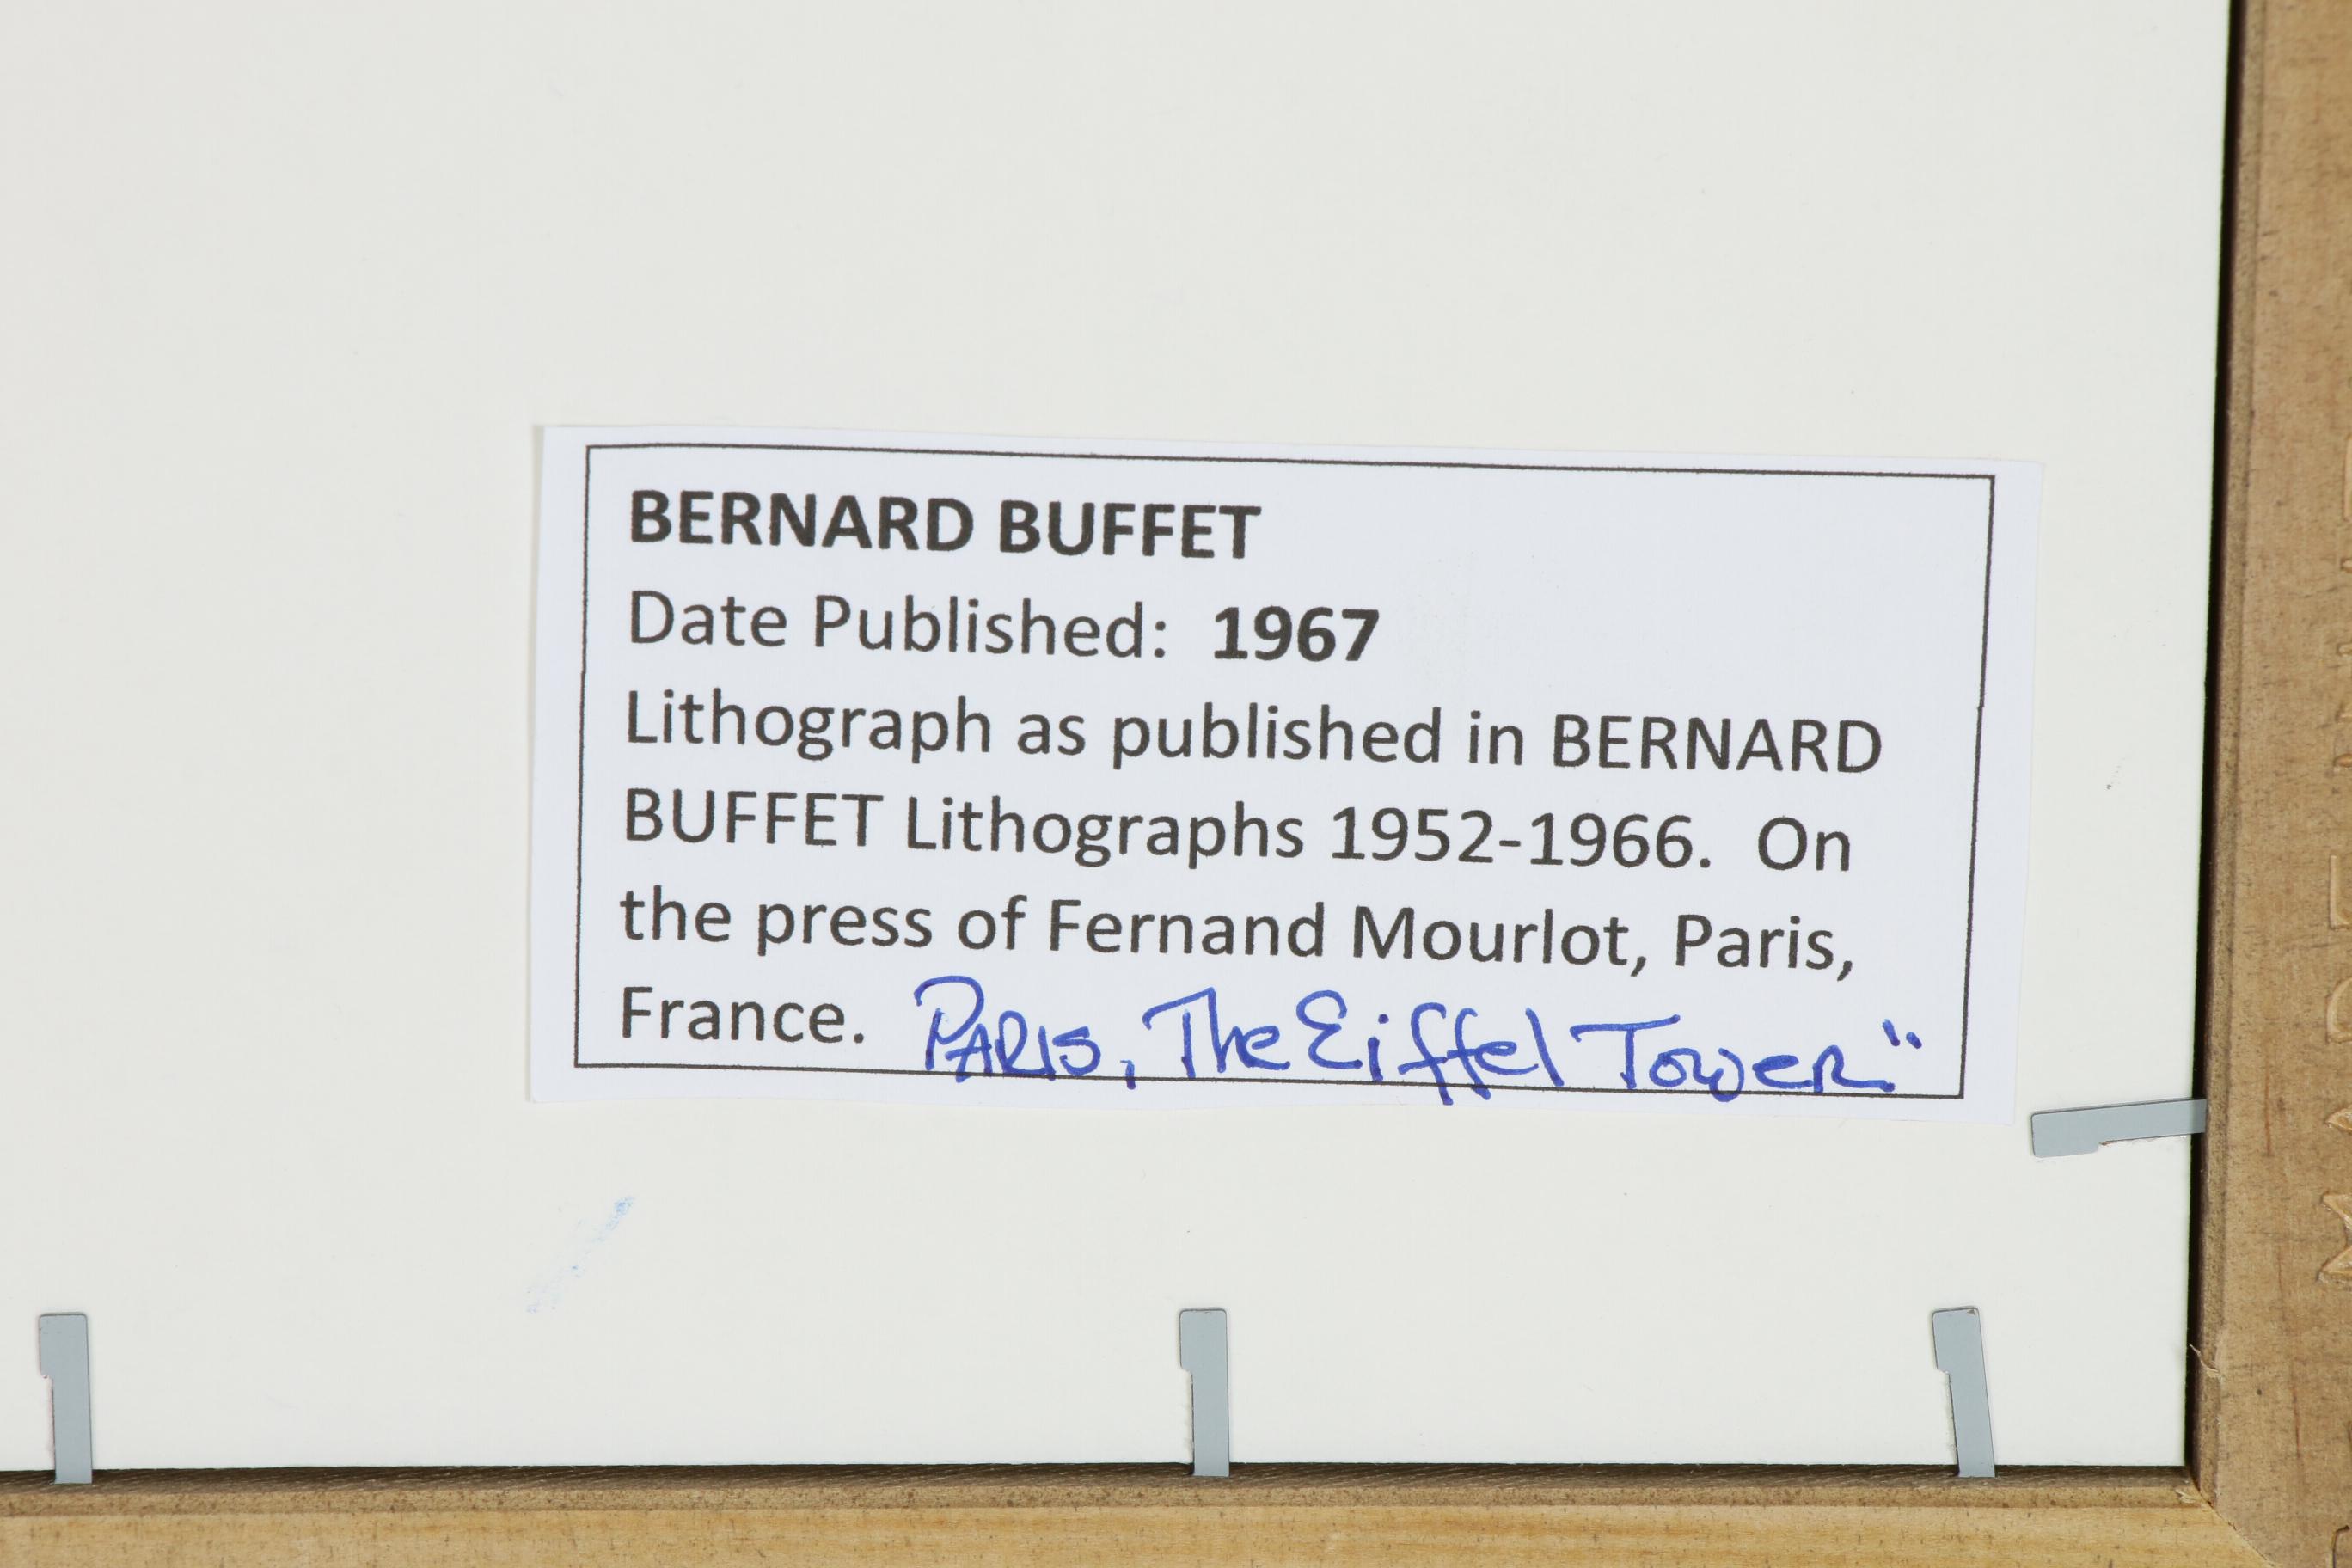 BERNARD BUFFET
Date Published: 1967
Lithograph as published in BERNARD
BUFFET Lithographs 1952-1966. On
the press of Fernand Mourlot, Paris,
France. PARIS, The Eiffel Tower."